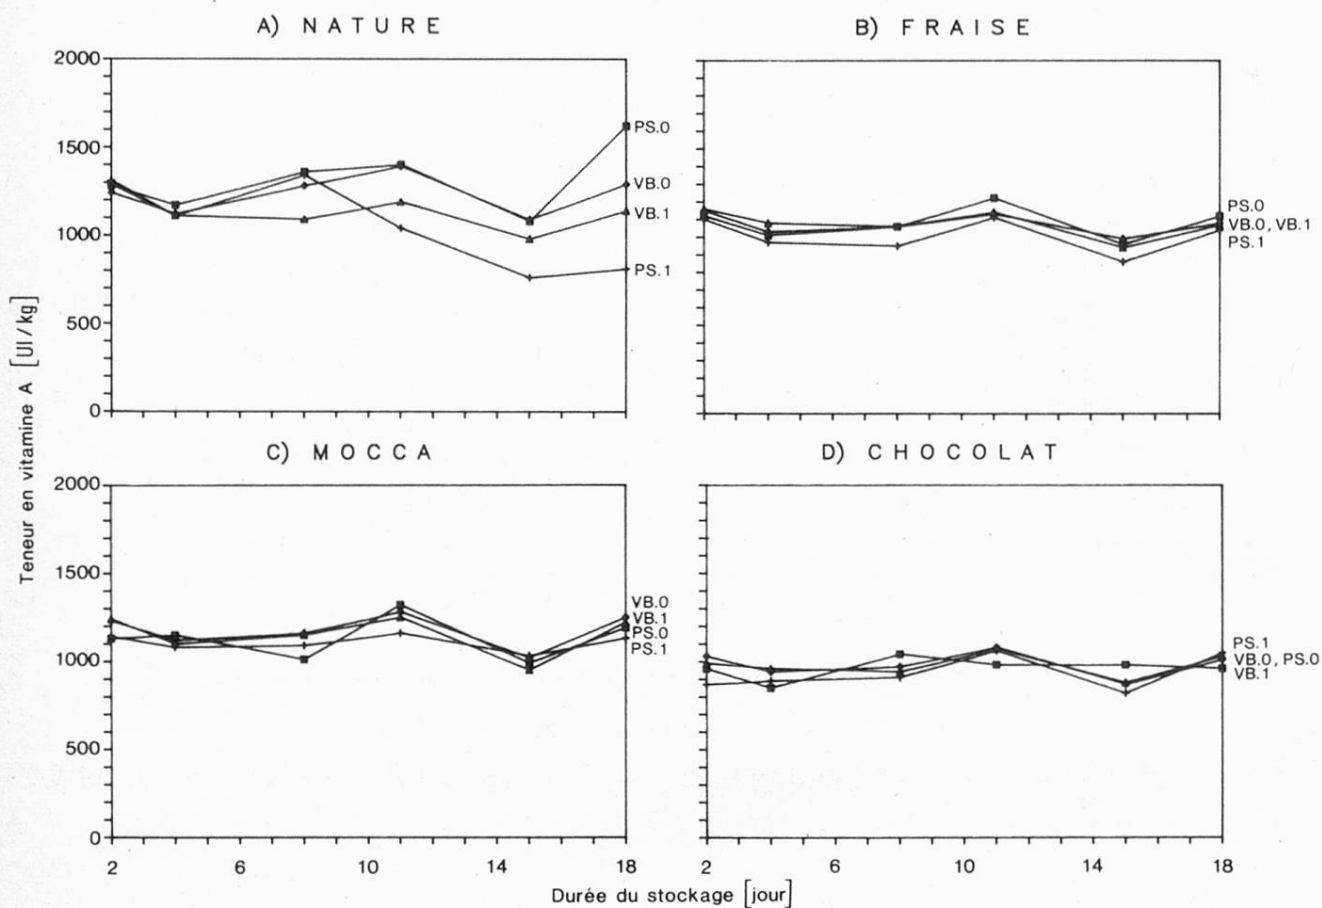 A) NATURE
B) FRAISE
2000
1500
1000
500
0
PS.0
VB.0
VB.1
PS.1
PS.0
VB.0, VB.1
PS.1
Teneur en vitamine A [UI/kg]
C) MOCCA
D) CHOCOLAT
2000
1500
1000
500
0
VB.0
VB.1
PS.0
PS.1
PS.1
VB.0, PS.0
VB.1
2 6 10 14 18
2 6 10 14 18
Durée du stockage [jour]